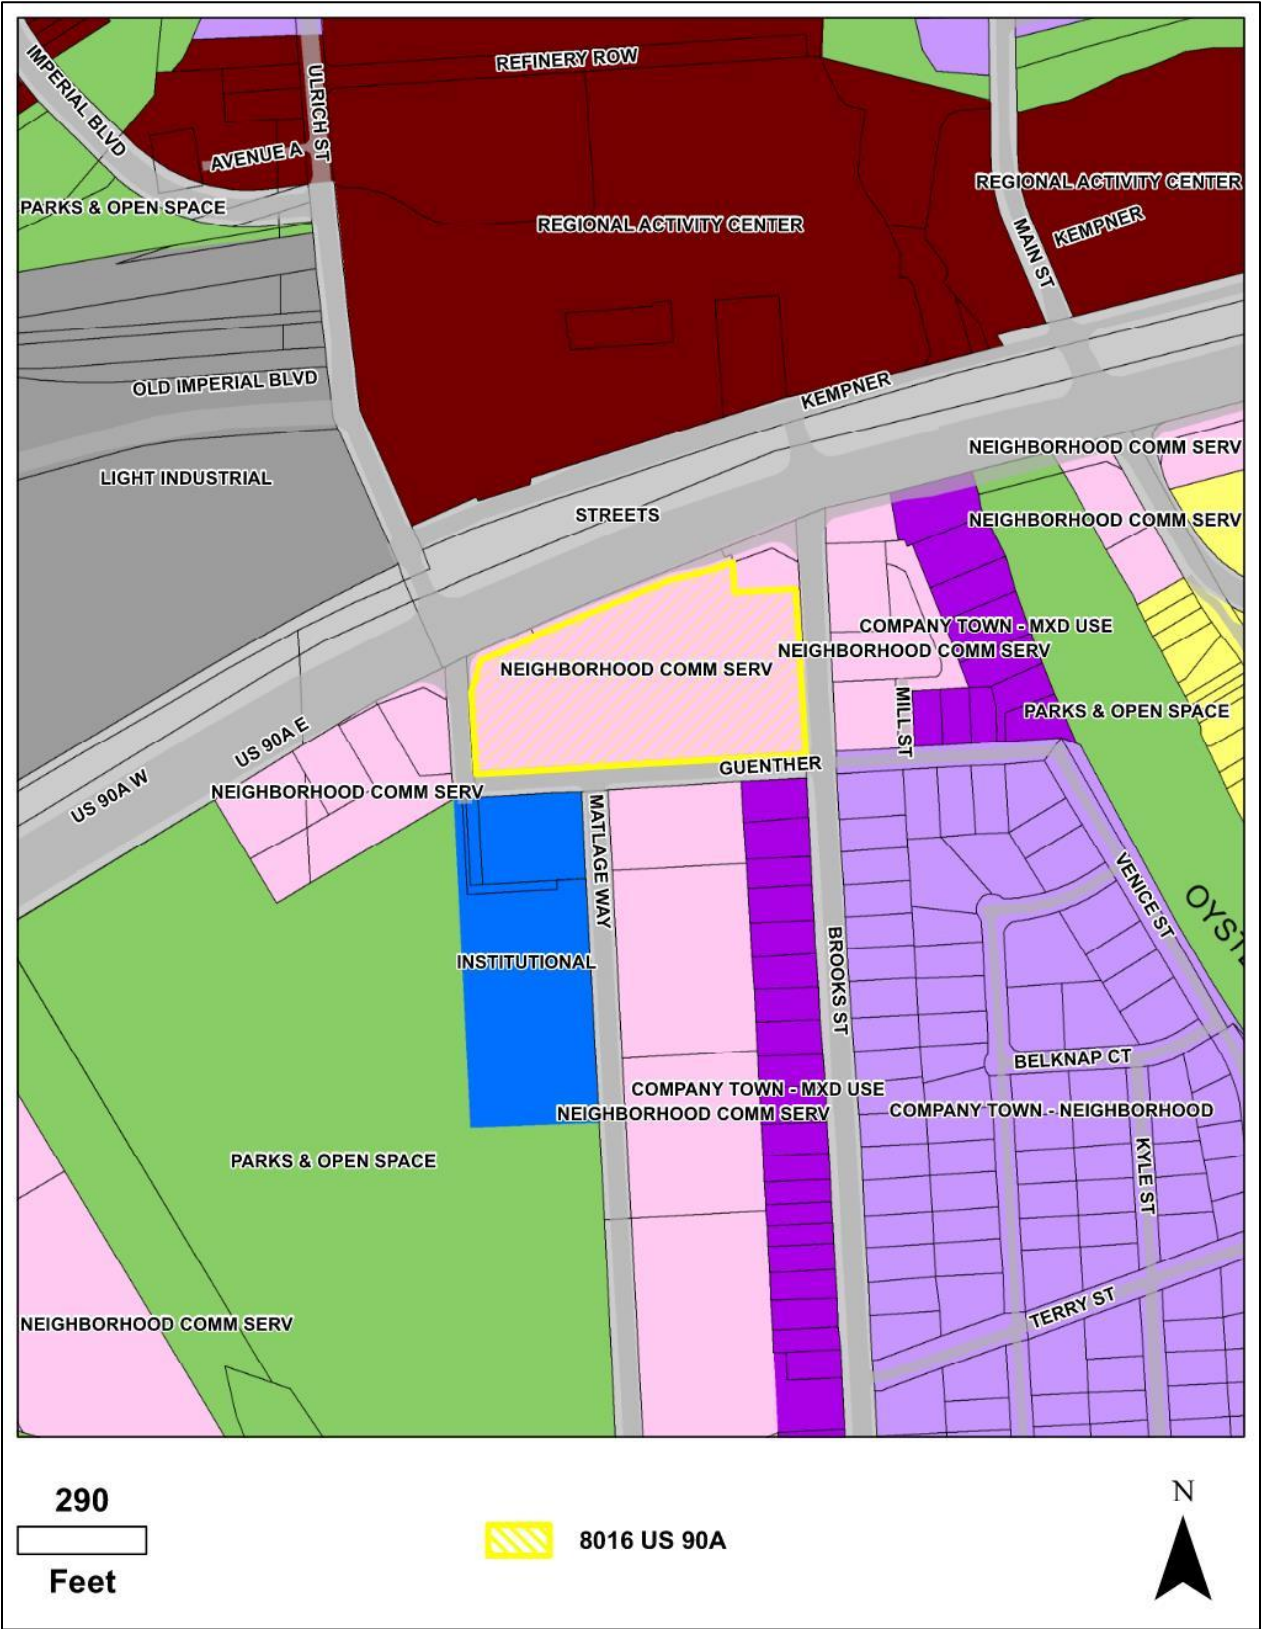 IMPERIAL BLVD
ULRICH ST
REFINERY ROW
AVENUE A
PARKS & OPEN SPACE
REGIONAL ACTIVITY CENTER
REGIONAL ACTIVITY CENTER
KEMPNER
MAIN ST
OLD IMPERIAL BLVD
KEMPNER
LIGHT INDUSTRIAL
NEIGHBORHOOD COMM SERV
STREETS
NEIGHBORHOOD COMM SERV
COMPANY TOWN - MXD USE
NEIGHBORHOOD COMM SERV
NEIGHBORHOOD COMM SERV
MILL ST
PARKS & OPEN SPACE
US 90A E
US 90A W
GUENTHER
NEIGHBORHOOD COMM SERV
MATLAGE WAY
VENICE ST
INSTITUTIONAL
BROOKS ST
BELKNAP CT
COMPANY TOWN - MXD USE
NEIGHBORHOOD COMM SERV
COMPANY TOWN - NEIGHBORHOOD
PARKS & OPEN SPACE
KYLE ST
TERRY ST
NEIGHBORHOOD COMM SERV
290
Feet
8016 US 90A
N